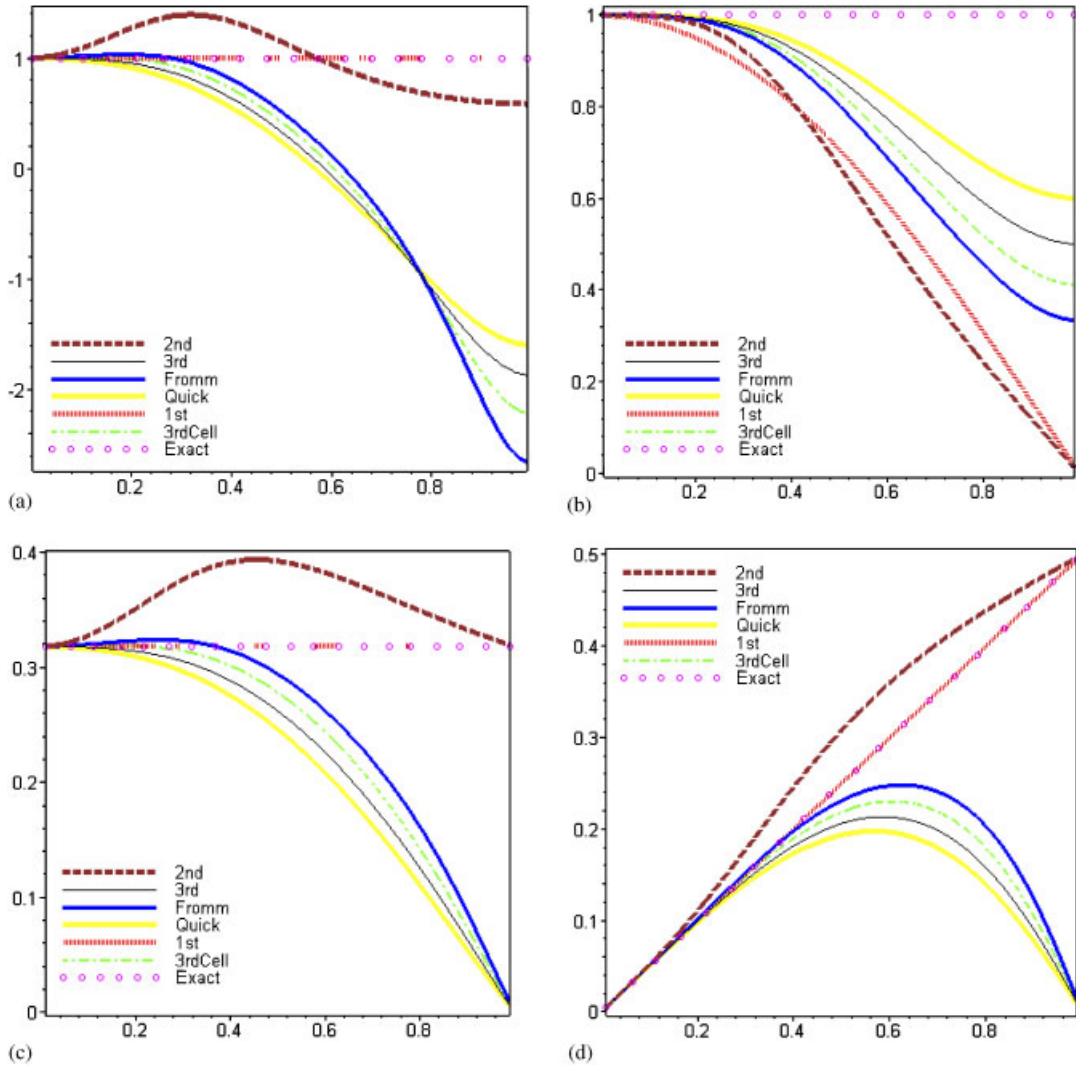 1
0
-1
-2
0.2
0.4
0.6
0.8
2nd
3rd
Fromm
Quick
1st
3rdCell
Exact
(a)
1
0.8
0.6
0.4
0.2
0
0.2
0.4
0.6
0.8
2nd
3rd
Fromm
Quick
1st
3rdCell
Exact
(b)
0.4
0.3
0.2
0.1
0
0.2
0.4
0.6
0.8
2nd
3rd
Fromm
Quick
1st
3rdCell
Exact
(c)
0.5
0.4
0.3
0.2
0.1
0
0.2
0.4
0.6
0.8
2nd
3rd
Fromm
Quick
1st
3rdCell
Exact
(d)